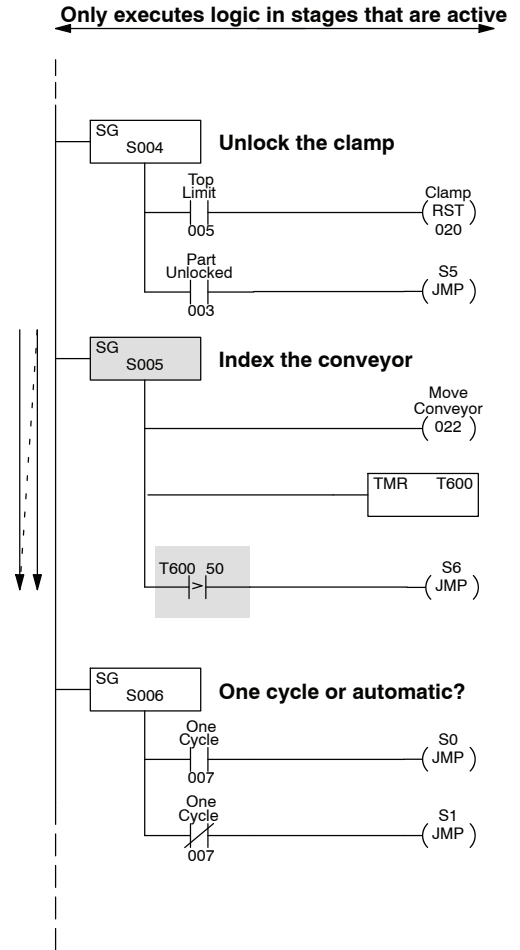 Only executes logic in stages that are active
SG
S004
Unlock the clamp
Top
Limit
005
Clamp
RST
020
Part
Unlocked
003
S5
JMP
SG
S005
Index the conveyor
Move
Conveyor
022
TMR T600
T600 50
>
S6
JMP
SG
S006
One cycle or automatic?
One
Cycle
007
S0
JMP
One
Cycle
007
S1
JMP